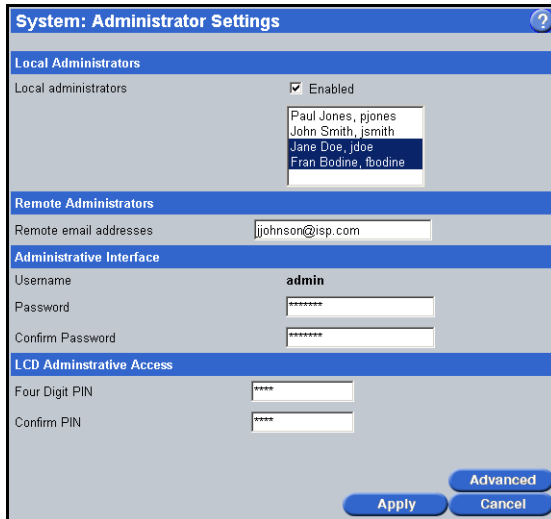 System: Administrator Settings ?
Local Administrators
Local administrators Enabled
Paul Jones, pjones
John Smith, jsmith
Jane Doe, jdoe
Fran Bodine, fbodine
Remote Administrators
Remote email addresses jjohnson@isp.com
Administrative Interface
Username admin
Password *******
Confirm Password *******
LCD Adminstrative Access
Four Digit PIN ****
Confirm PIN ****
Advanced
Apply Cancel